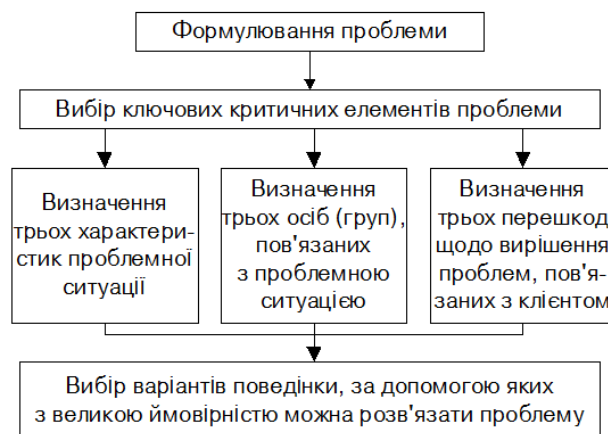 Формулювання проблеми
Вибір ключових критичних елементів проблеми
Визначення
трьох характери-
стик проблемної
ситуації
Визначення
трьох осіб (груп),
пов'язаних
з проблемною
ситуацією
Визначення
трьох перешкод
щодо вирішення
проблем, пов'я-
заних з клієнтом
Вибір варіантів поведінки, за допомогою яких
з великою ймовірністю можна розв'язати проблему